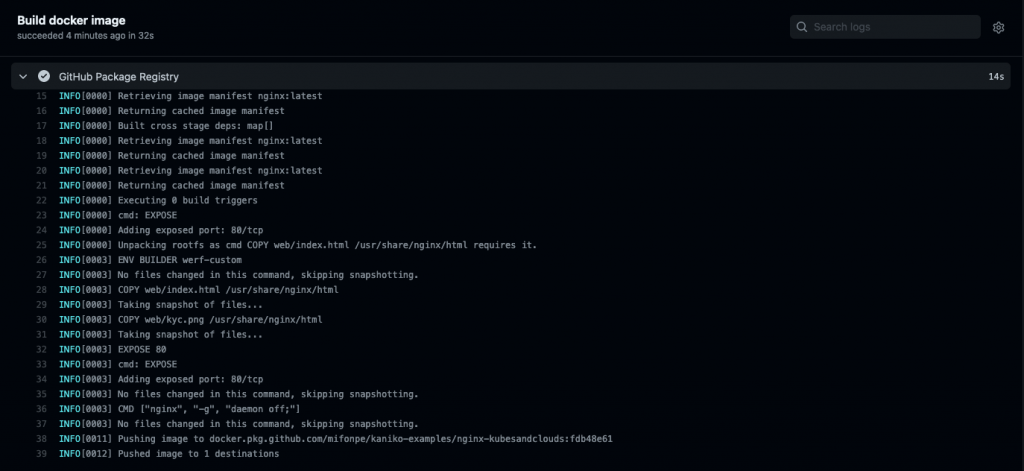 Build docker image
succeeded 4 minutes ago in 32s
Search logs
GitHub Package Registry 14s
15 INFO[0000] Retrieving image manifest nginx:latest
16 INFO[0000] Returning cached image manifest
17 INFO[0000] Built cross stage deps: map[]
18 INFO[0000] Retrieving image manifest nginx:latest
19 INFO[0000] Returning cached image manifest
20 INFO[0000] Retrieving image manifest nginx:latest
21 INFO[0000] Returning cached image manifest
22 INFO[0000] Executing 0 build triggers
23 INFO[0000] cmd: EXPOSE
24 INFO[0000] Adding exposed port: 80/tcp
25 INFO[0000] Unpacking rootfs as cmd COPY web/index.html /usr/share/nginx/html requires it.
26 INFO[0003] ENV BUILDER werf-custom
27 INFO[0003] No files changed in this command, skipping snapshotting.
28 INFO[0003] COPY web/index.html /usr/share/nginx/html
29 INFO[0003] Taking snapshot of files...
30 INFO[0003] COPY web/kyc.png /usr/share/nginx/html
31 INFO[0003] Taking snapshot of files...
32 INFO[0003] EXPOSE 80
33 INFO[0003] cmd: EXPOSE
34 INFO[0003] Adding exposed port: 80/tcp
35 INFO[0003] No files changed in this command, skipping snapshotting.
36 INFO[0003] CMD ["nginx", "-g", "daemon off;"]
37 INFO[0003] No files changed in this command, skipping snapshotting.
38 INFO[0011] Pushing image to docker.pkg.github.com/mifonpe/kaniko-examples/nginx-kubesandclouds:fdb48e61
39 INFO[0012] Pushed image to 1 destinations